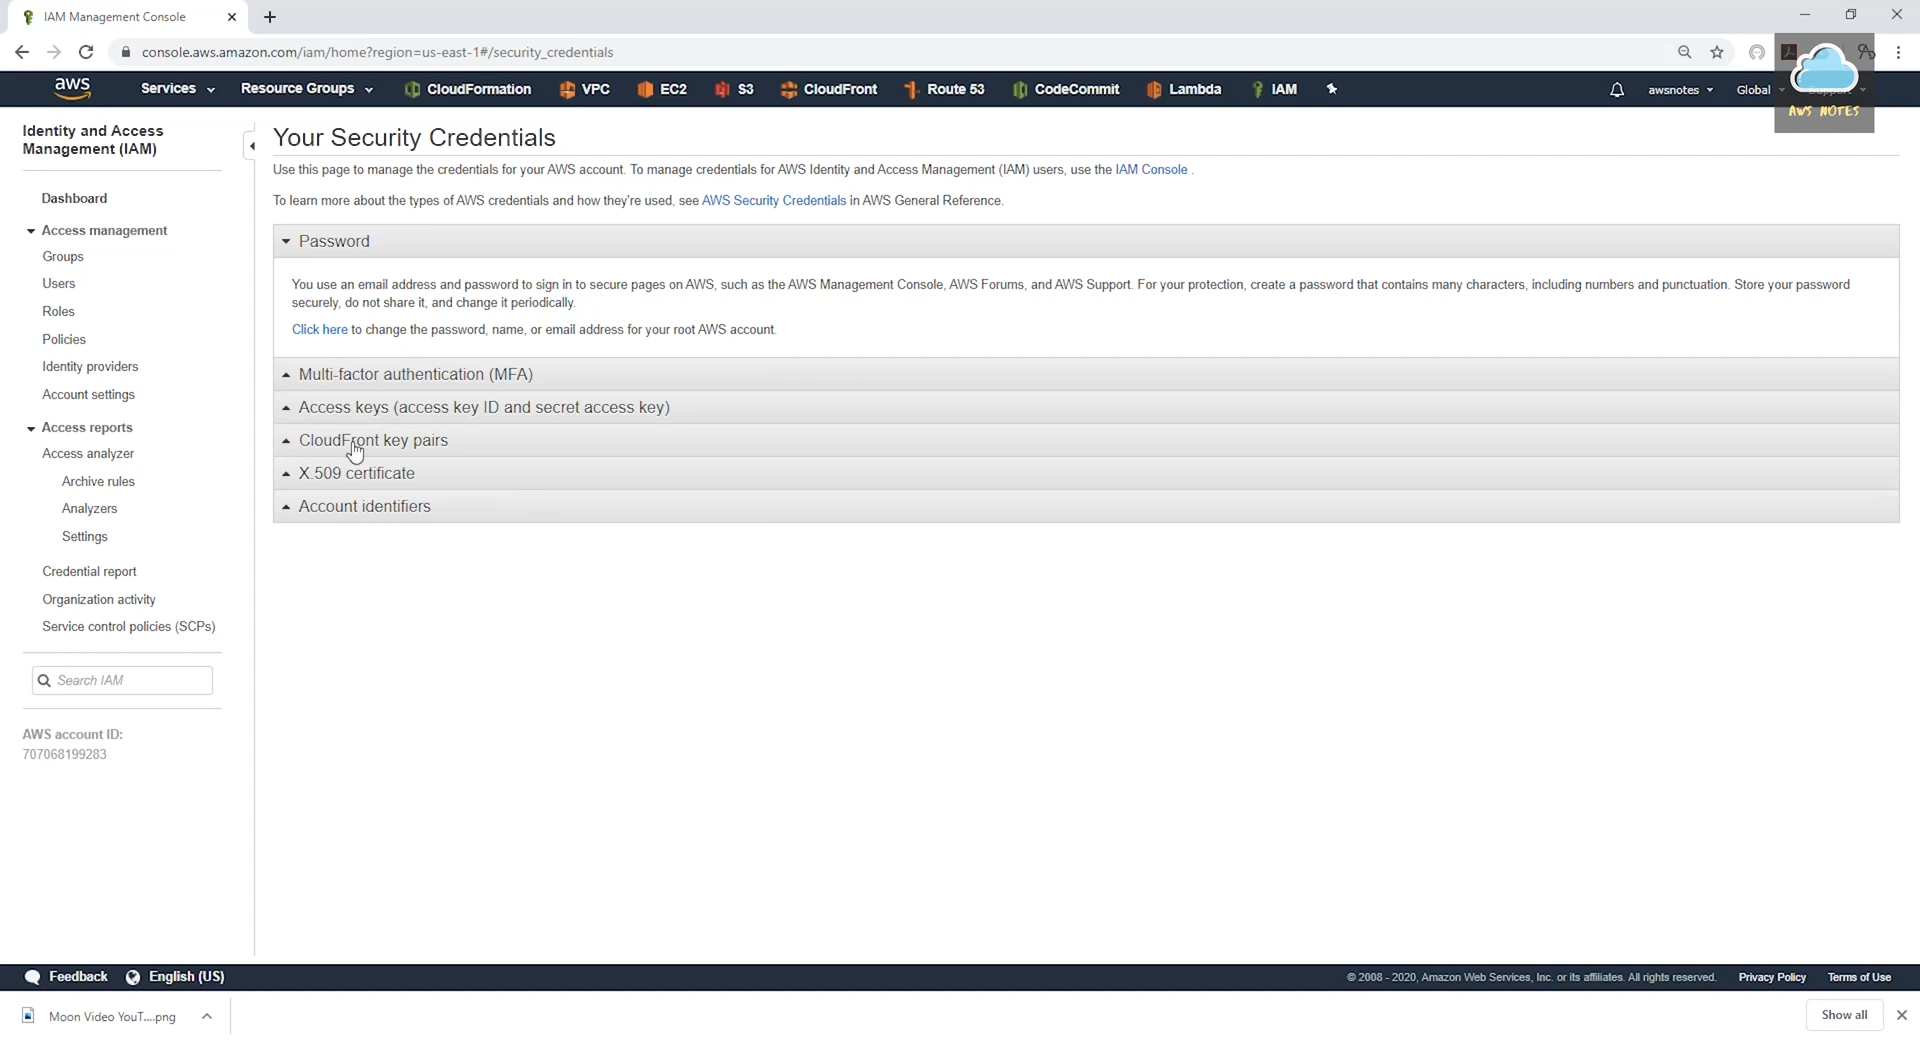 IAM Management Console
console.aws.amazon.com/iam/home?region=us-east-1#/security_credentials
aws
Services
Resource Groups
CloudFormation
VPC
EC2
S3
CloudFront
Route 53
CodeCommit
Lambda
IAM
awsnotes
Global
Support
AWS NOTES
Identity and Access
Management (IAM)
Dashboard
Access management
Groups
Users
Roles
Policies
Identity providers
Account settings
Access reports
Access analyzer
Archive rules
Analyzers
Settings
Credential report
Organization activity
Service control policies (SCPs)
Search IAM
AWS account ID:
707068199283
Your Security Credentials
Use this page to manage the credentials for your AWS account. To manage credentials for AWS Identity and Access Management (IAM) users, use the IAM Console .
To learn more about the types of AWS credentials and how they're used, see AWS Security Credentials in AWS General Reference.
Password
You use an email address and password to sign in to secure pages on AWS, such as the AWS Management Console, AWS Forums, and AWS Support. For your protection, create a password that contains many characters, including numbers and punctuation. Store your password
securely, do not share it, and change it periodically.
Click here to change the password, name, or email address for your root AWS account.
Multi-factor authentication (MFA)
Access keys (access key ID and secret access key)
CloudFront key pairs
X.509 certificate
Account identifiers
Feedback
English (US)
© 2008 - 2020, Amazon Web Services, Inc. or its affiliates. All rights reserved.
Privacy Policy
Terms of Use
Moon Video YouT....png
Show all